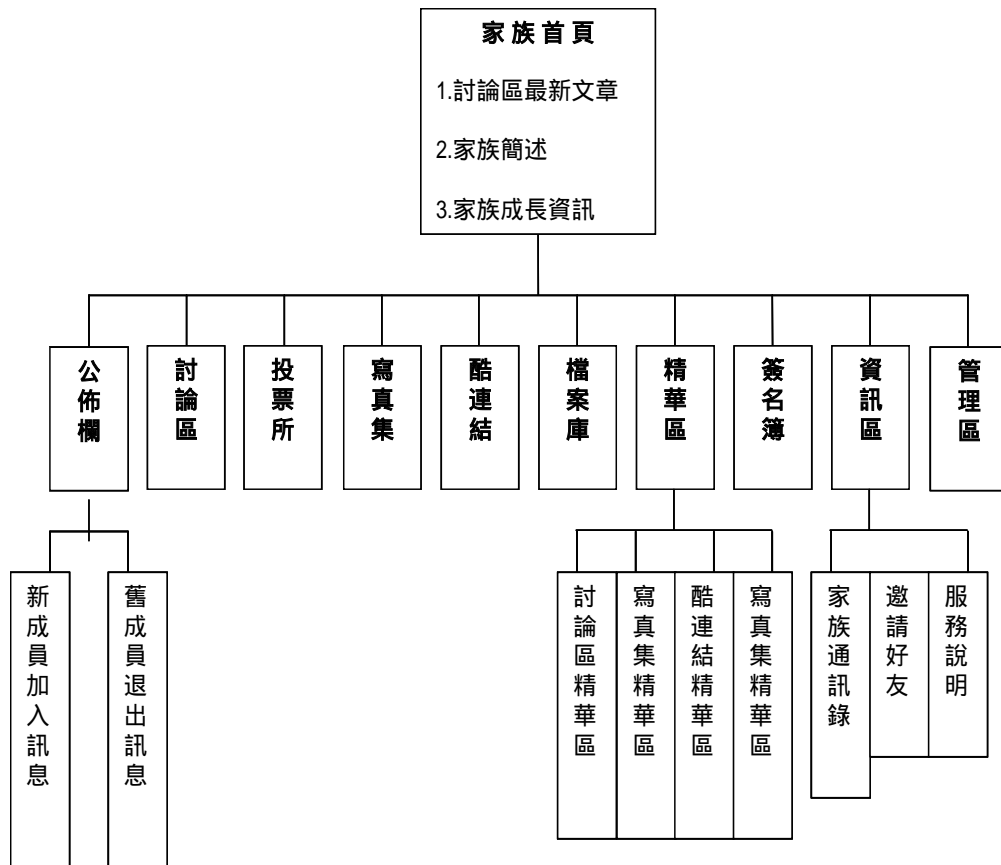 家族首頁
1.討論區最新文章
2.家族簡述
3.家族成長資訊
公佈欄
討論區
投票所
寫真集
酷連結
檔案庫
精華區
簽名簿
資訊區
管理區
新成員加入訊息
舊成員退出訊息
討論區精華區
寫真集精華區
酷連結精華區
寫真集精華區
家族通訊錄
邀請好友
服務說明